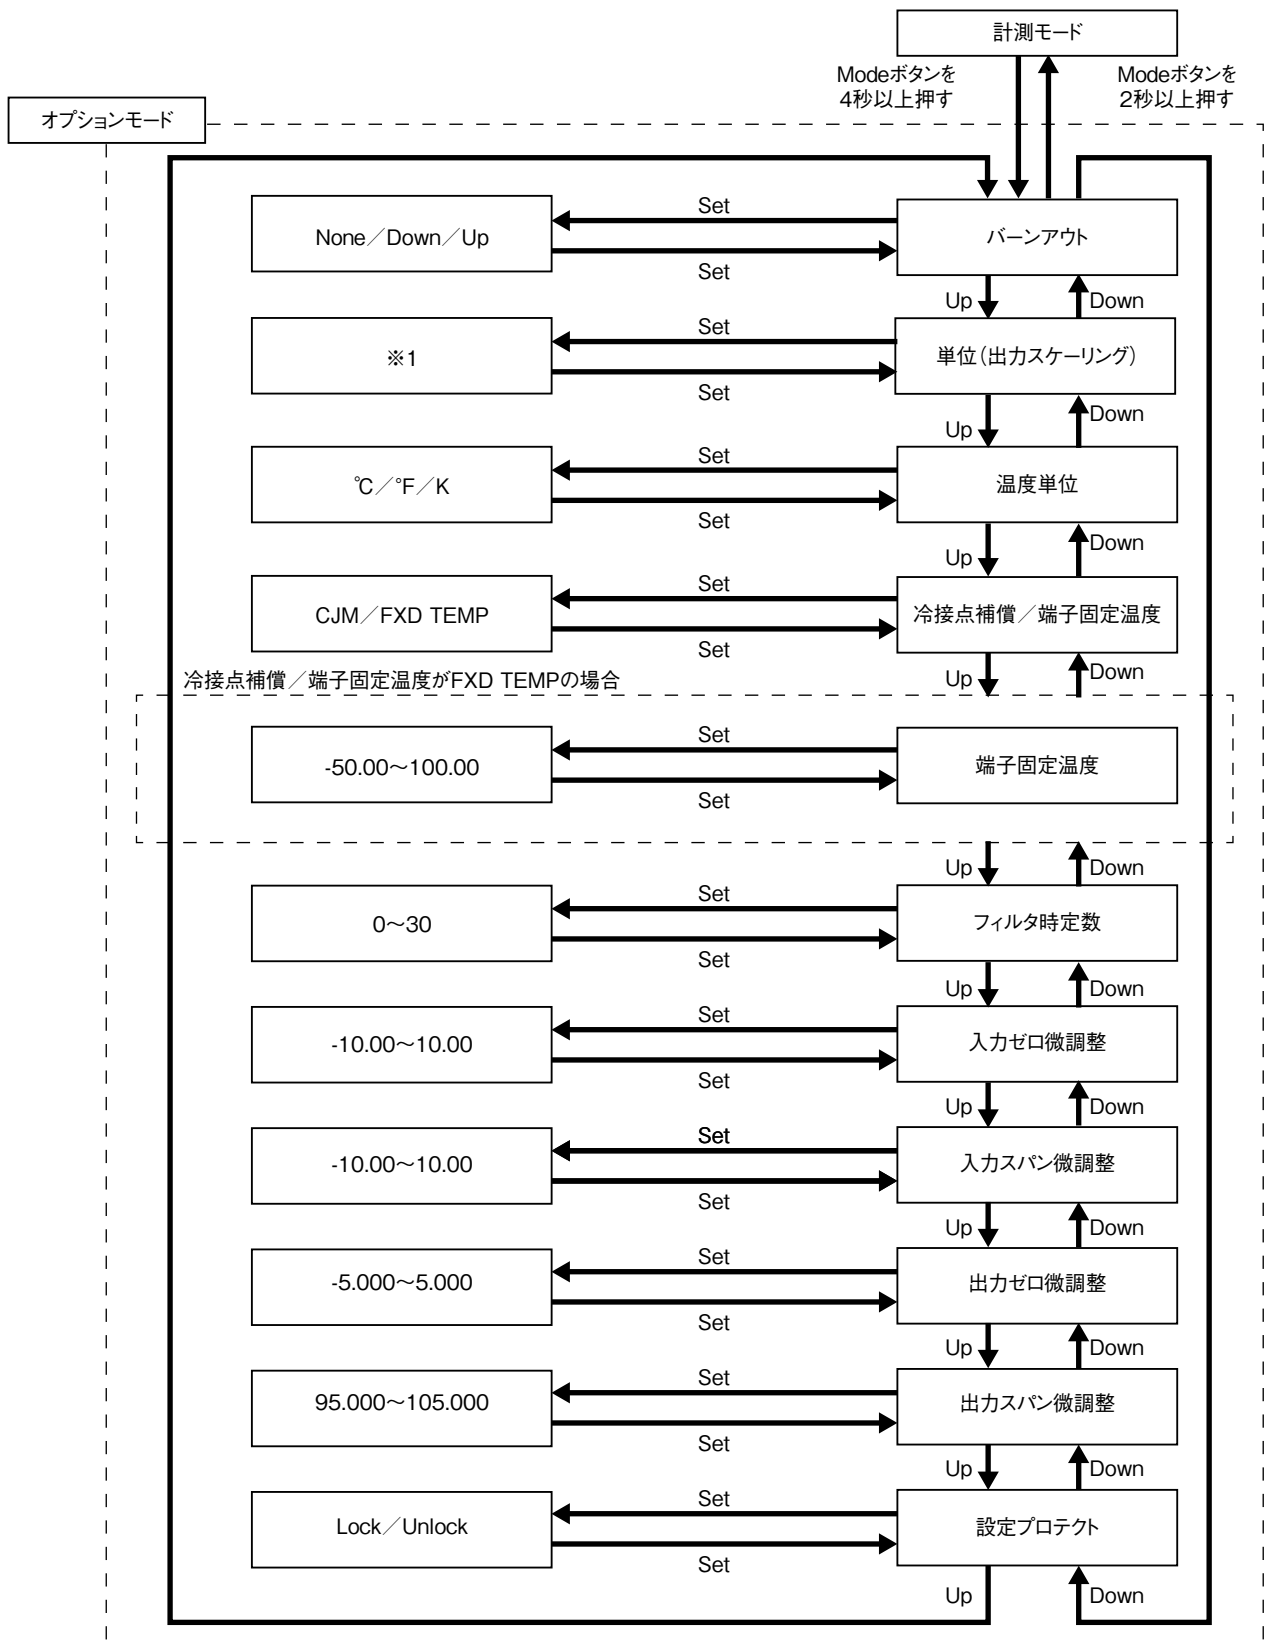 計測モード
Modeボタンを
4秒以上押す
Modeボタンを
2秒以上押す
オプションモード
Set
None／Down／Up
バーンアウト
Set
Up
Down
Set
※1
単位(出力スケーリング)
Set
Up
Down
Set
℃／°F／K
温度単位
Set
Up
Down
Set
CJM／FXD TEMP
冷接点補償／端子固定温度
Set
冷接点補償／端子固定温度がFXD TEMPの場合
Up
Down
Set
-50.00～100.00
端子固定温度
Set
Up
Down
Set
0～30
フィルタ時定数
Set
Up
Down
Set
-10.00～10.00
入力ゼロ微調整
Set
Up
Down
Set
-10.00～10.00
入力スパン微調整
Set
Up
Down
Set
-5.000～5.000
出力ゼロ微調整
Set
Up
Down
Set
95.000～105.000
出力スパン微調整
Set
Up
Down
Set
Lock／Unlock
設定プロテクト
Set
Up
Down